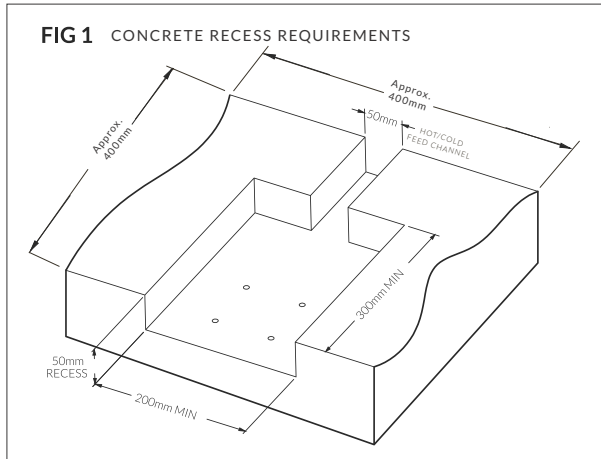 FIG 1 CONCRETE RECESS REQUIREMENTS
Approx.
400mm
Approx.
400mm
50mm
HOT/COLD
FEED CHANNEL
300mm MIN
50mm
RECESS
200mm MIN